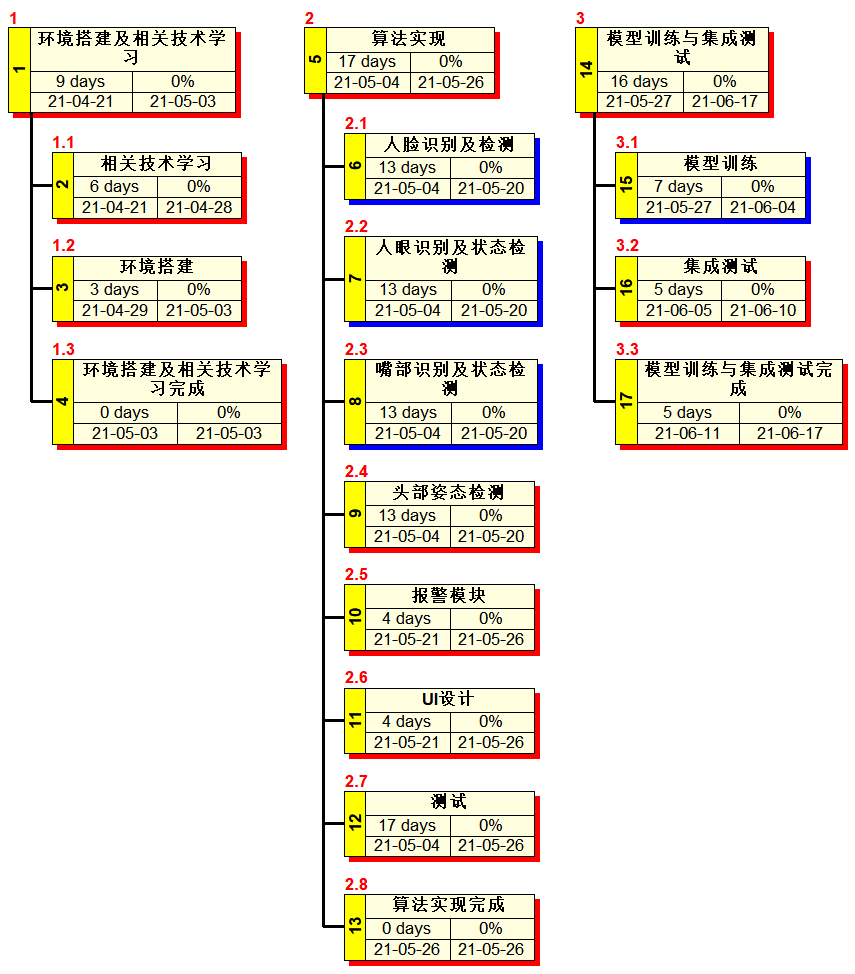 1
环境搭建及相关技术学
习
1
9 days 0%
21-04-21 21-05-03
1.1
相关技术学习
2
6 days 0%
21-04-21 21-04-28
1.2
环境搭建
3
3 days 0%
21-04-29 21-05-03
1.3
环境搭建及相关技术学
习完成
4
0 days 0%
21-05-03 21-05-03
2
算法实现
5
17 days 0%
21-05-04 21-05-26
2.1
人脸识别及检测
6
13 days 0%
21-05-04 21-05-20
2.2
人眼识别及状态检
测
7
13 days 0%
21-05-04 21-05-20
2.3
嘴部识别及状态检
测
8
13 days 0%
21-05-04 21-05-20
2.4
头部姿态检测
9
13 days 0%
21-05-04 21-05-20
2.5
报警模块
10
4 days 0%
21-05-21 21-05-26
2.6
UI设计
11
4 days 0%
21-05-21 21-05-26
2.7
测试
12
17 days 0%
21-05-04 21-05-26
2.8
算法实现完成
13
0 days 0%
21-05-26 21-05-26
3
模型训练与集成测
试
14
16 days 0%
21-05-27 21-06-17
3.1
模型训练
15
7 days 0%
21-05-27 21-06-04
3.2
集成测试
16
5 days 0%
21-06-05 21-06-10
3.3
模型训练与集成测试完
成
17
5 days 0%
21-06-11 21-06-17